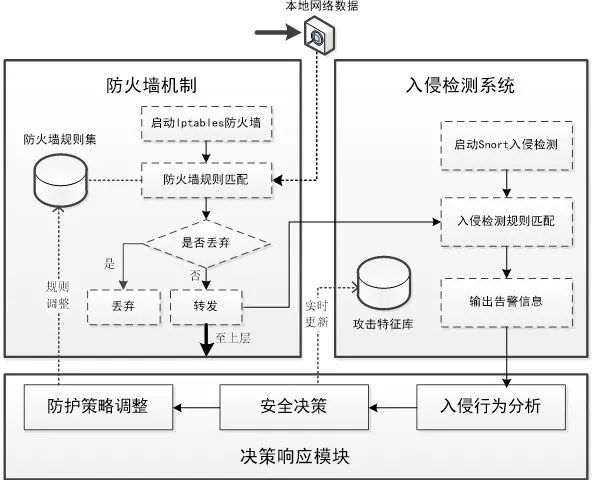 本地网络数据
防火墙机制
入侵检测系统
启动Iptables防火墙
防火墙规则集
启动Snort入侵检测
防火墙规则匹配
入侵检测规则匹配
是否丢弃
是
否
规则
调整
丢弃
转发
实时
更新
攻击特征库
输出告警信息
至上层
防护策略调整
安全决策
入侵行为分析
决策响应模块